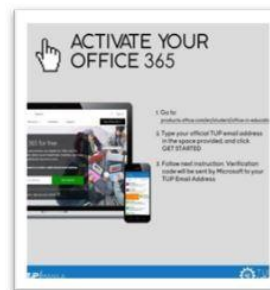 ACTIVATE YOUR
OFFICE 365
1. Go to
2. Type your official TUP email address
in the space provided, and click
GET STARTED
3. Follow next instruction. Verification
code will be sent by Microsoft to your
TUP Email Address
365 for free